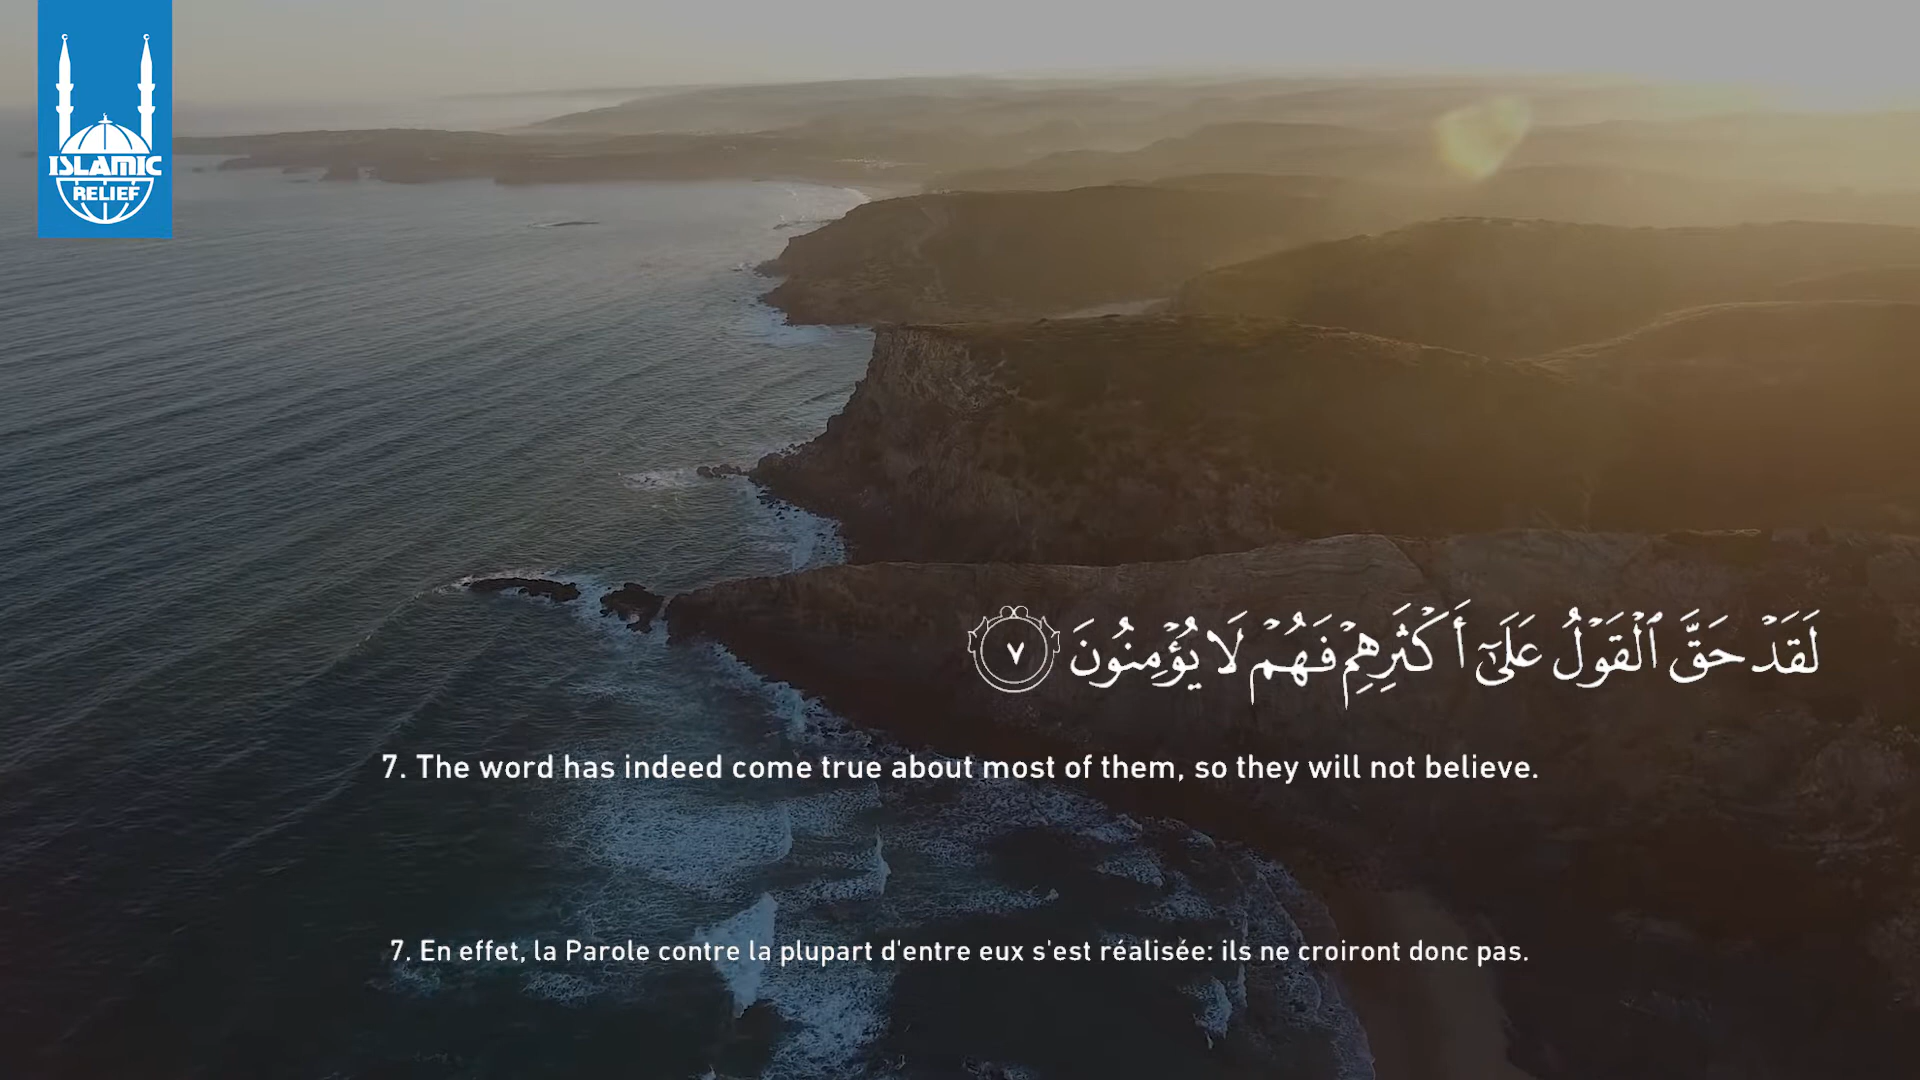 ISLAMIC
RELIEF
لَقَدْ حَقَّ ٱلْقَوْلُ عَلَىٰٓ أَكْثَرِهِمْ فَهُمْ لَا يُؤْمِنُونَ ٧
7. The word has indeed come true about most of them, so they will not believe.
7. En effet, la Parole contre la plupart d'entre eux s'est réalisée: ils ne croiront donc pas.